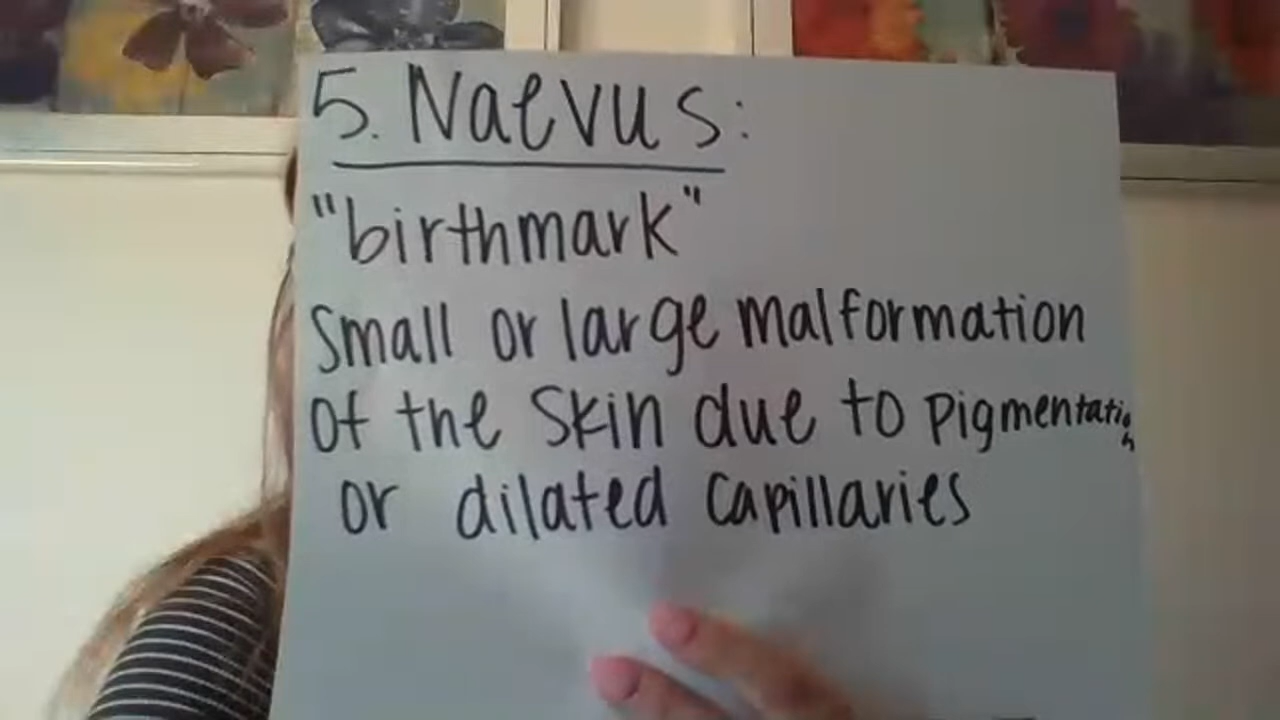 5. Naevus:
"birthmark"
Small or large malformation
of the Skin due to pigmentation
or dilated capillaries